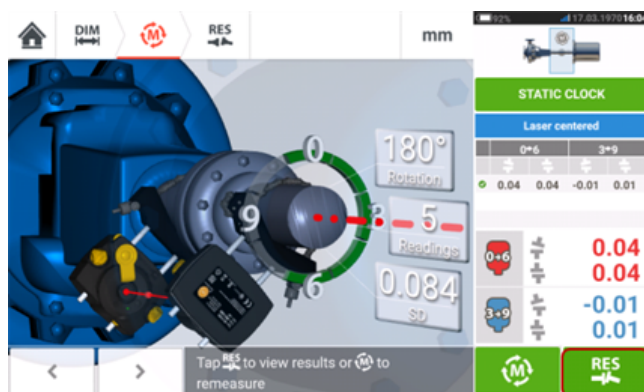 DIM
M
RES
mm
92%
17.03.1970 16:04
STATIC CLOCK
Laser centered
0+6
3+9
0.04
0.04
-0.01
0.01
0
9
6
180°
Rotation
5
Readings
0.084
SD
0+6
0.04
0.04
3+9
-0.01
0.01
Tap RES to view results or M to
remeasure
M
RES